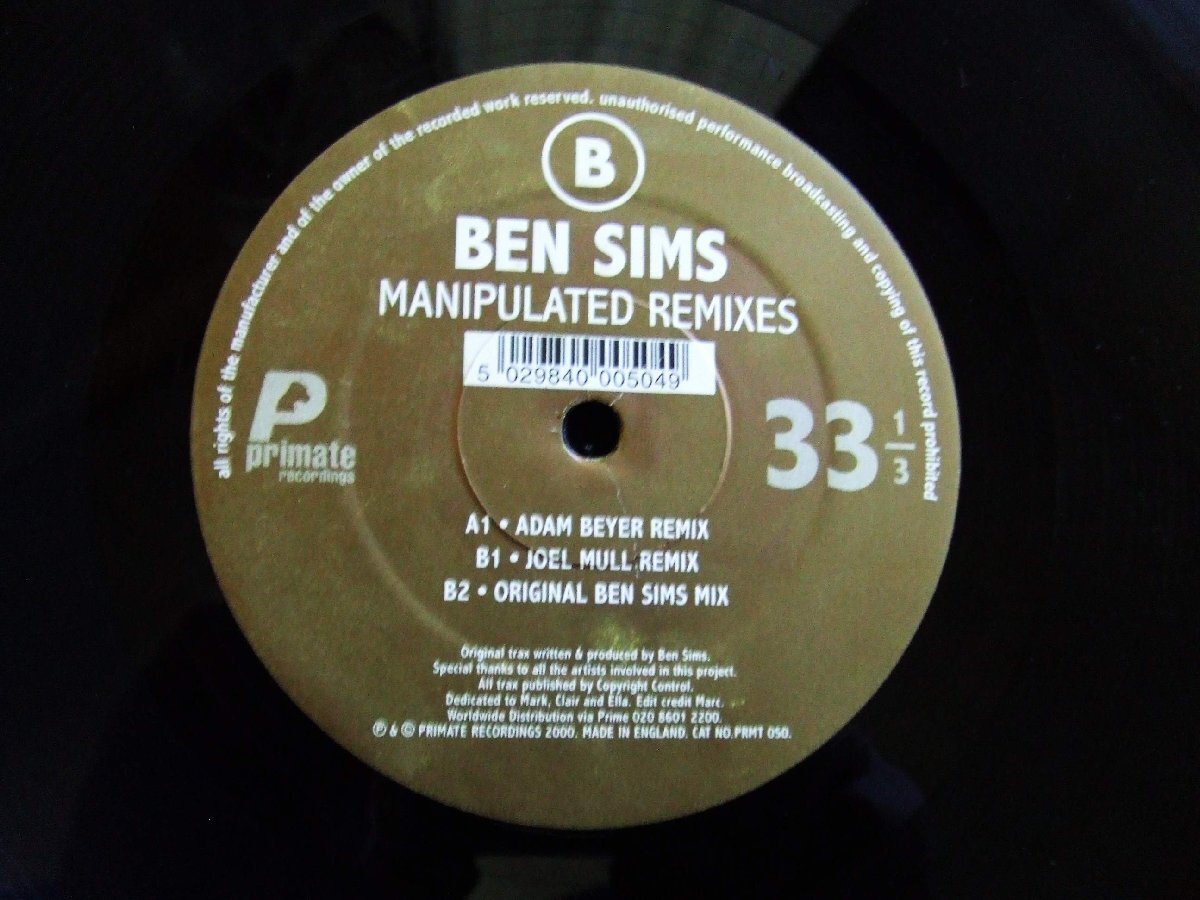 all rights of the manufacturer and of the owner of the recorded work reserved. unauthorised performance broadcasting and copying of this record prohibited
B
BEN SIMS
MANIPULATED REMIXES
5 029840 005049
P
primate
recordings
33 1/3
A1 • ADAM BEYER REMIX
B1 • JOEL MULL REMIX
B2 • ORIGINAL BEN SIMS MIX
Original trax written & produced by Ben Sims.
Special thanks to all the artists involved in this project.
All trax published by Copyright Control.
Dedicated to Mark, Clair and Ella. Edit credit Marc.
Worldwide Distribution via Prime 020 8601 2200.
℗ & © PRIMATE RECORDINGS 2000. MADE IN ENGLAND. CAT NO.PRMT 050.